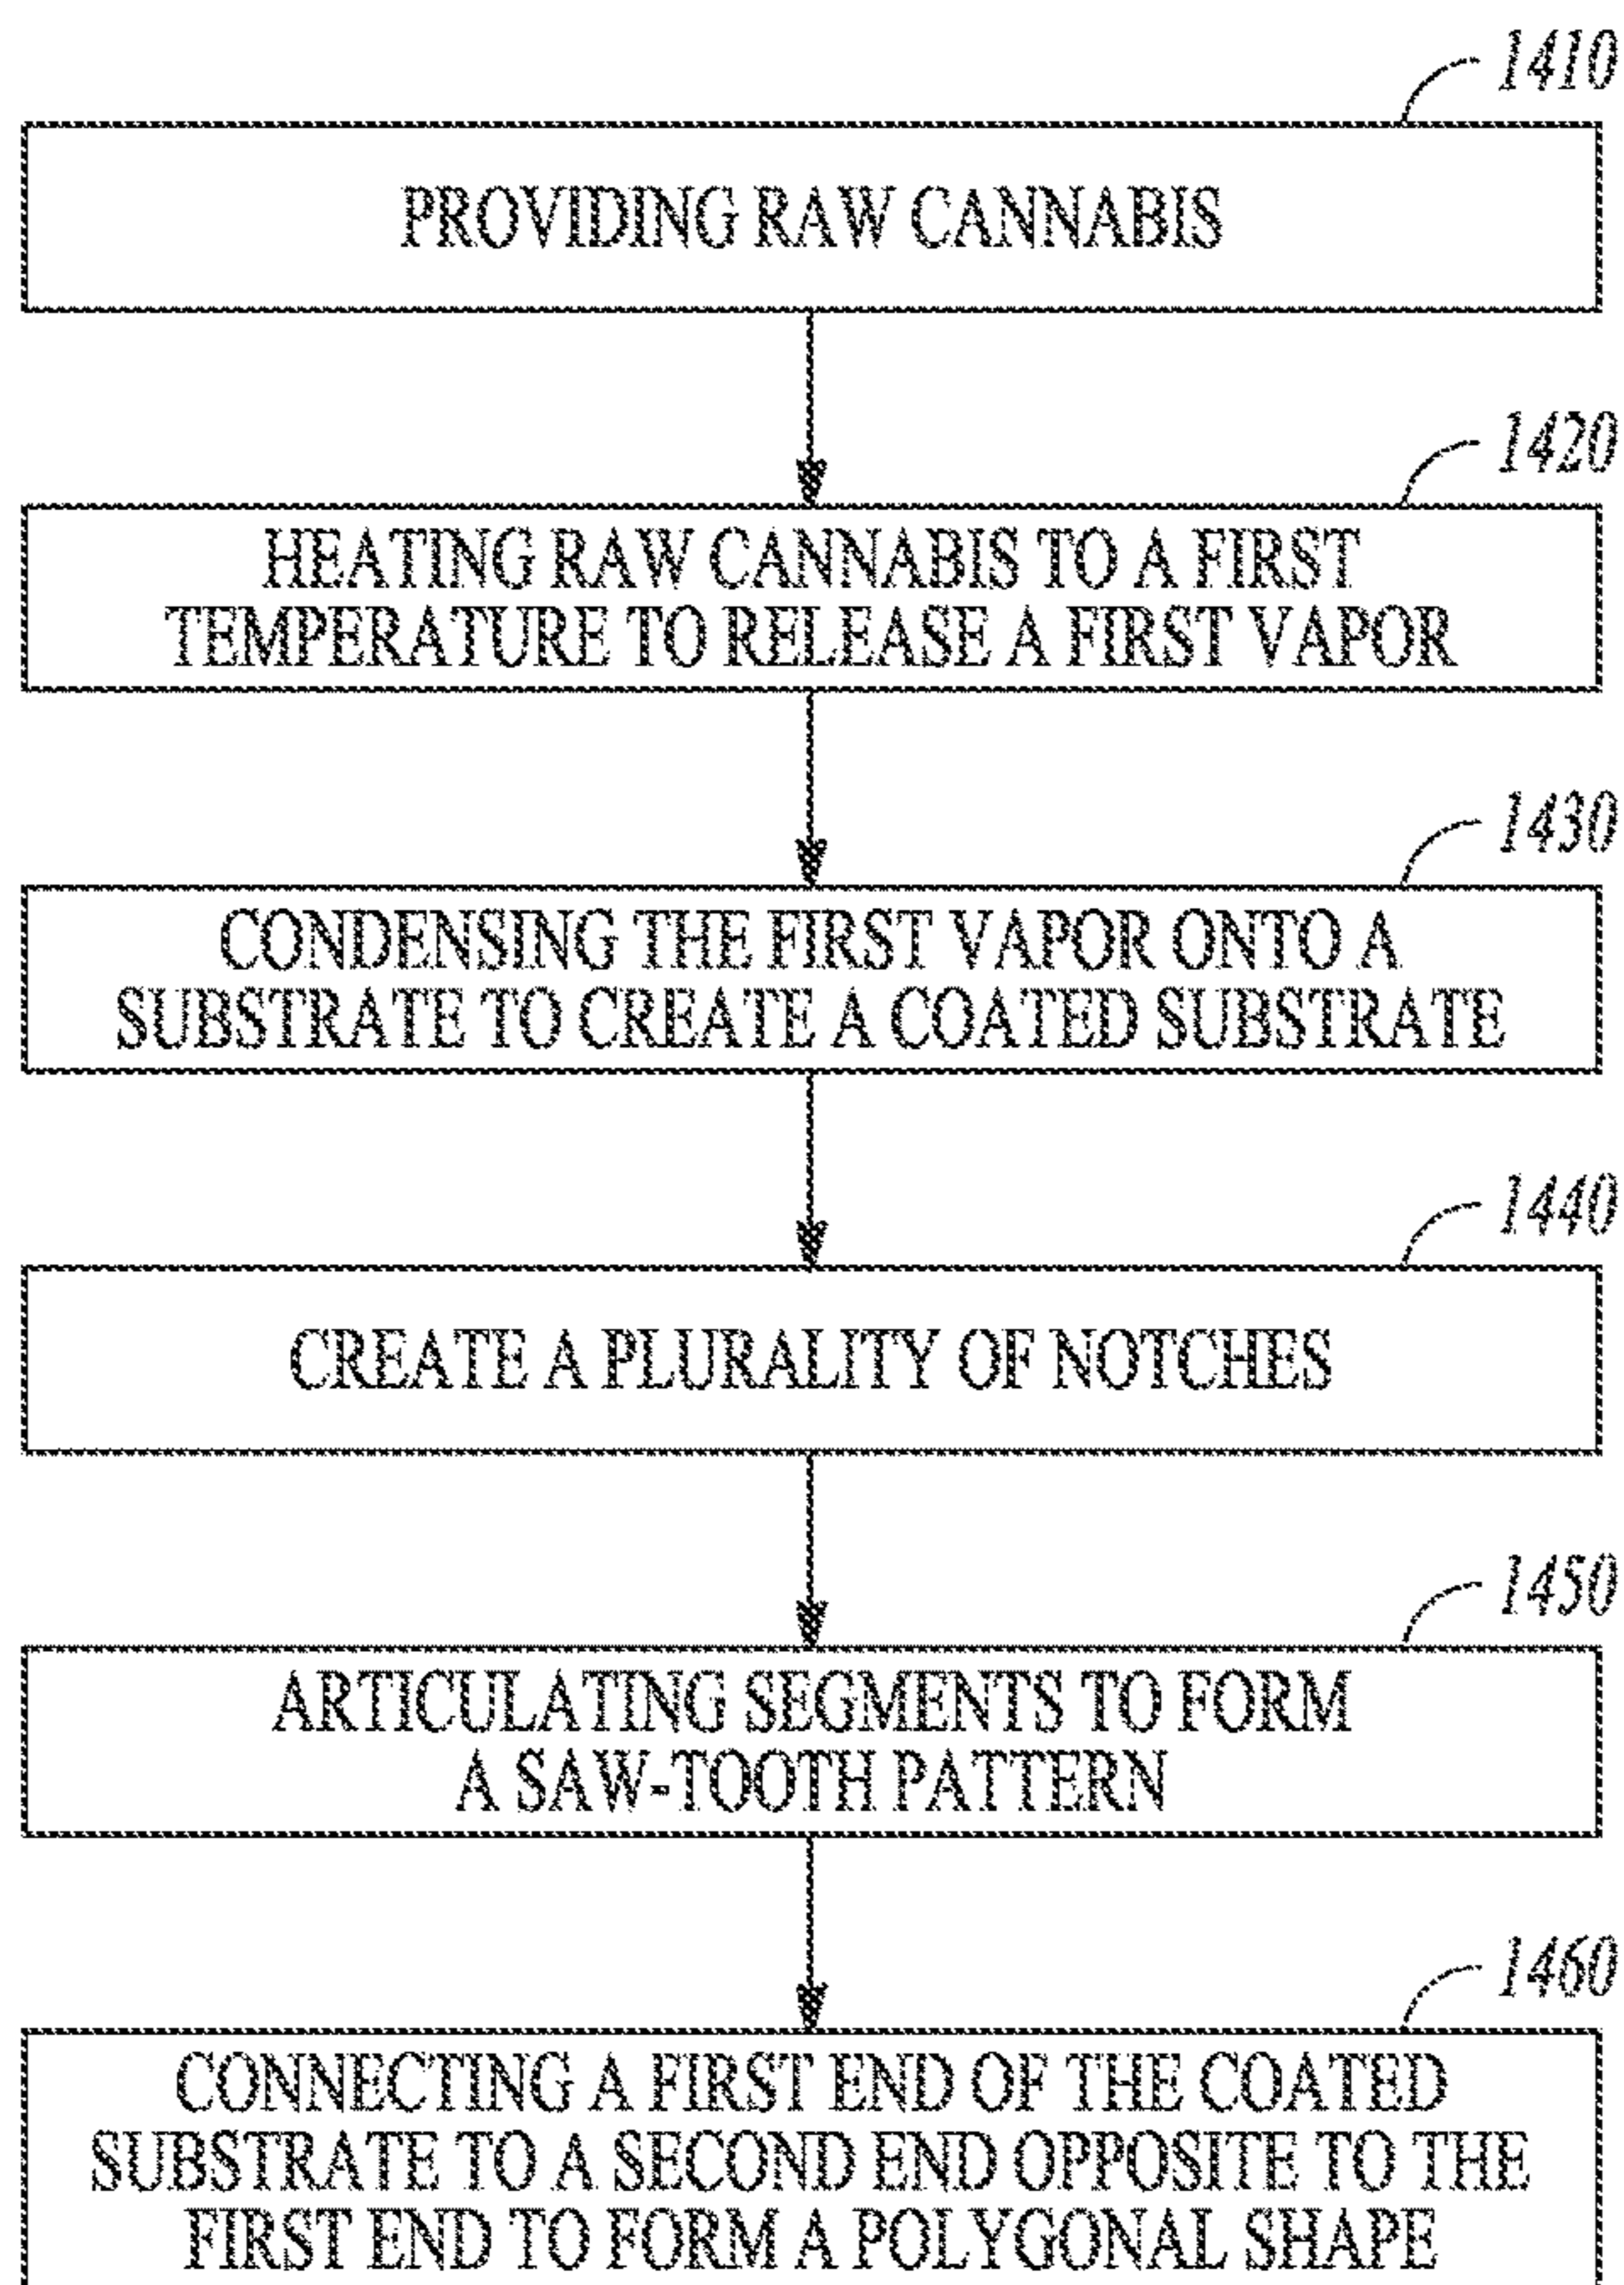 1410
PROVIDING RAW CANNABIS
1420
HEATING RAW CANNABIS TO A FIRST
TEMPERATURE TO RELEASE A FIRST VAPOR
1430
CONDENSING THE FIRST VAPOR ONTO A
SUBSTRATE TO CREATE A COATED SUBSTRATE
1440
CREATE A PLURALITY OF NOTCHES
1450
ARTICULATING SEGMENTS TO FORM
A SAW-TOOTH PATTERN
1460
CONNECTING A FIRST END OF THE COATED
SUBSTRATE TO A SECOND END OPPOSITE TO THE
FIRST END TO FORM A POLYGONAL SHAPE